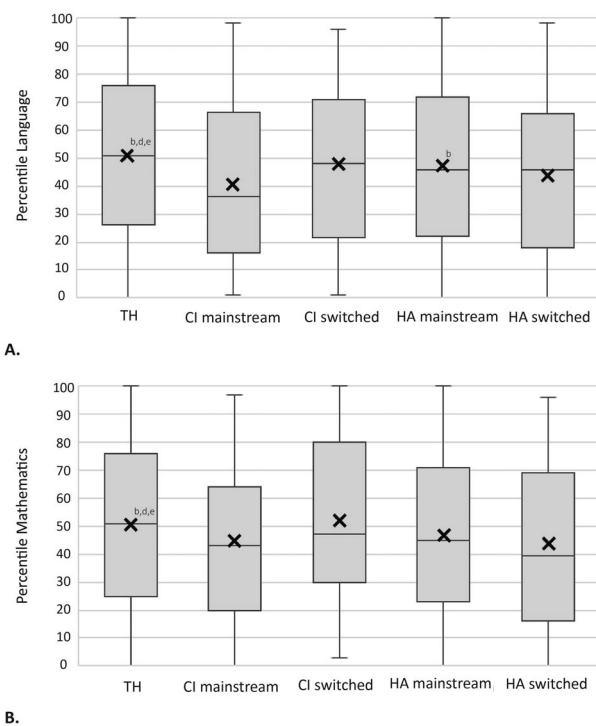 100
90
80
70
60
50
40
30
20
10
0
Percentile Language
b,d,e
b
TH CI mainstream CI switched HA mainstream HA switched
A.
100
90
80
70
60
50
40
30
20
10
0
Percentile Mathematics
b,d,e
TH CI mainstream CI switched HA mainstream HA switched
B.